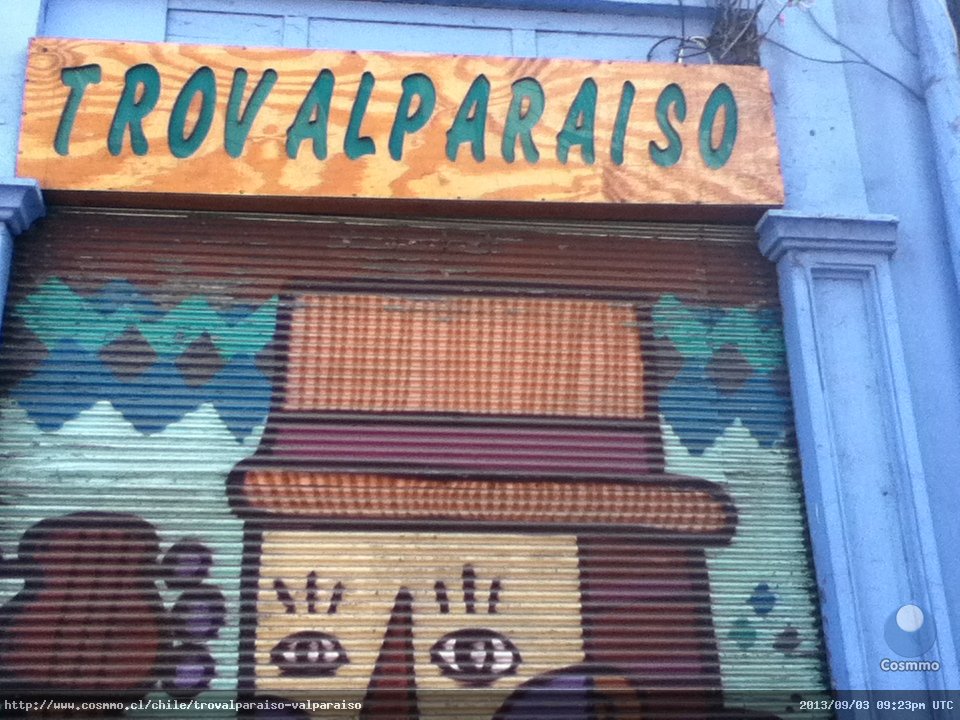 TROVALPARAISO
Cosmmo
http://www.cosmmo.cl/chile/trovalparaiso-valparaiso
2013/09/03 09:23pm UTC